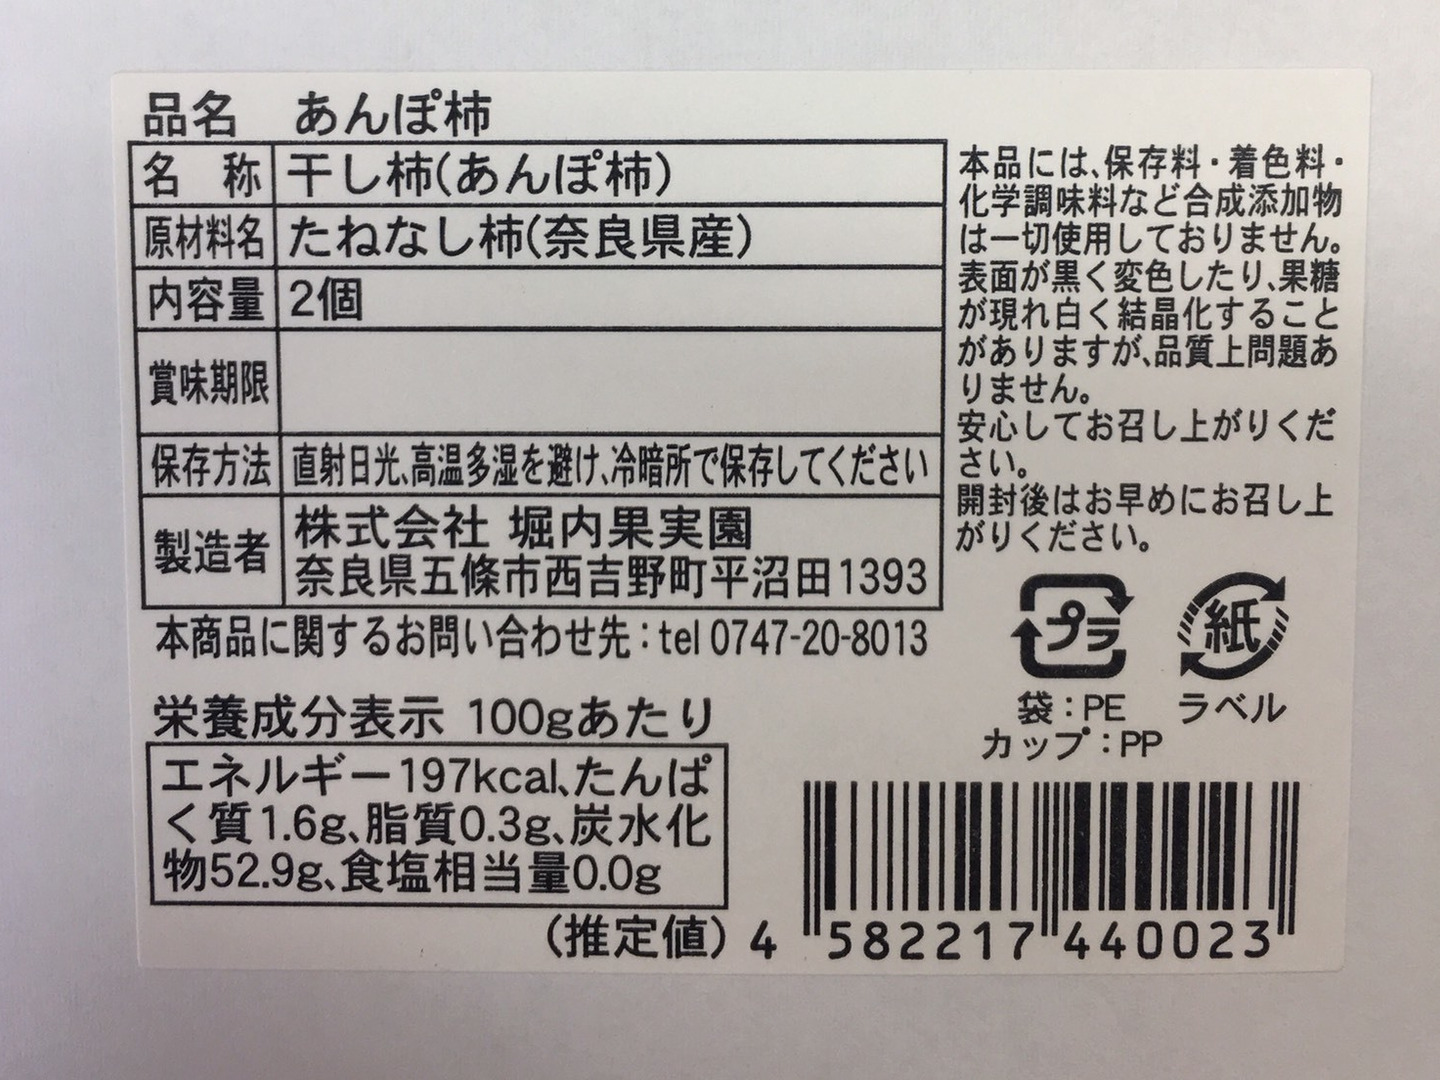 品名 あんぽ柿
名 称 干し柿(あんぽ柿)
原材料名 たねなし柿(奈良県産)
内容量 2個
賞味期限
保存方法 直射日光、高温多湿を避け、冷暗所で保存してください
製造者 株式会社 堀内果実園
奈良県五條市西吉野町平沼田1393
本商品に関するお問い合わせ先:tel 0747-20-8013
栄養成分表示 100gあたり
エネルギー197kcal、たんぱ
く質1.6g、脂質0.3g、炭水化
物52.9g、食塩相当量0.0g
(推定値)
本品には、保存料・着色料・
化学調味料など合成添加物
は一切使用しておりません。
表面が黒く変色したり、果糖
が現れ白く結晶化すること
がありますが、品質上問題あ
りません。
安心してお召し上がりくだ
さい。
開封後はお早めにお召し上
がりください。
プラ 紙
袋:PE ラベル
カップ:PP
4 582217 440023